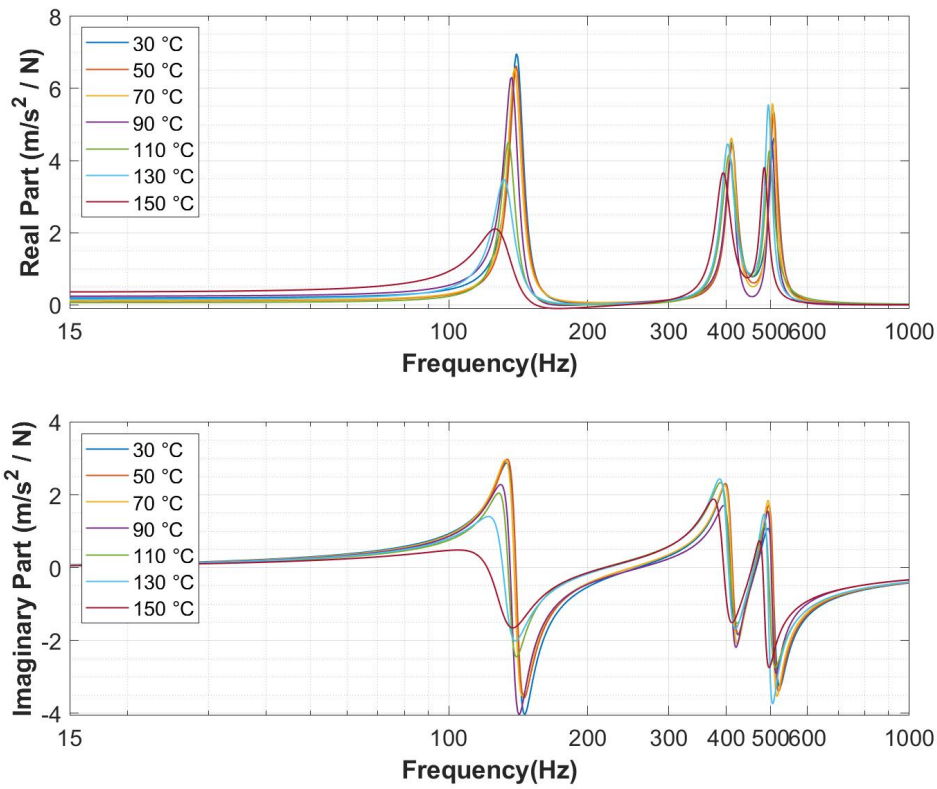 Real Part (m/s² / N)
8
6
4
2
0
30 °C
50 °C
70 °C
90 °C
110 °C
130 °C
150 °C
15 100 200 300 400 500 600 1000
Frequency(Hz)
Imaginary Part (m/s² / N)
4
2
0
-2
-4
30 °C
50 °C
70 °C
90 °C
110 °C
130 °C
150 °C
15 100 200 300 400 500 600 1000
Frequency(Hz)